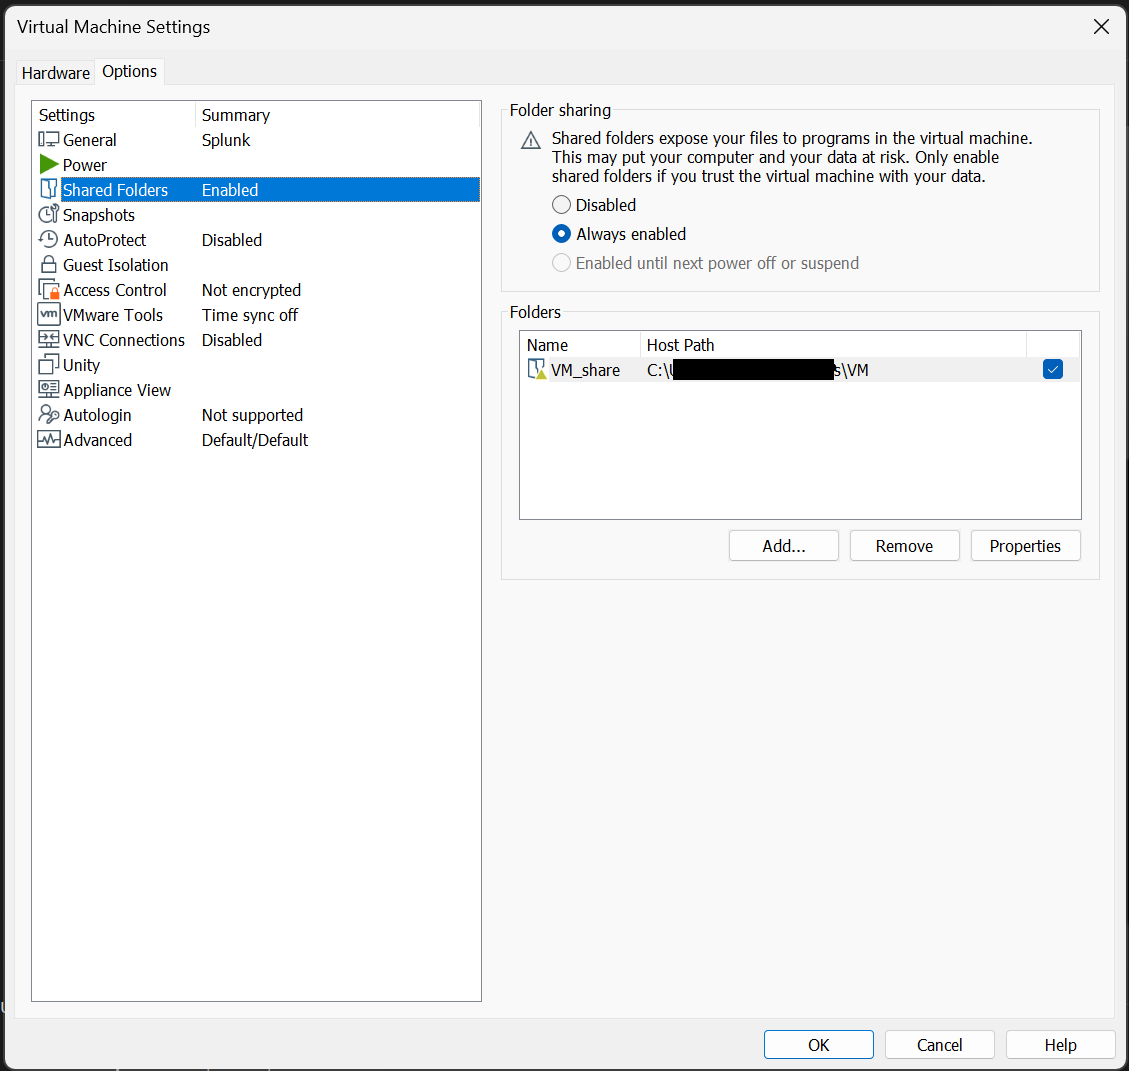 Virtual Machine Settings
Hardware Options
Settings Summary
General Splunk
Power
Shared Folders Enabled
Snapshots
AutoProtect Disabled
Guest Isolation
Access Control Not encrypted
vm VMware Tools Time sync off
VNC Connections Disabled
Unity
Appliance View
Autologin Not supported
Advanced Default/Default
Folder sharing
Shared folders expose your files to programs in the virtual machine.
This may put your computer and your data at risk. Only enable
shared folders if you trust the virtual machine with your data.
Disabled
Always enabled
Enabled until next power off or suspend
Folders
Name Host Path
VM_share C:\ s\VM
Add... Remove Properties
OK Cancel Help